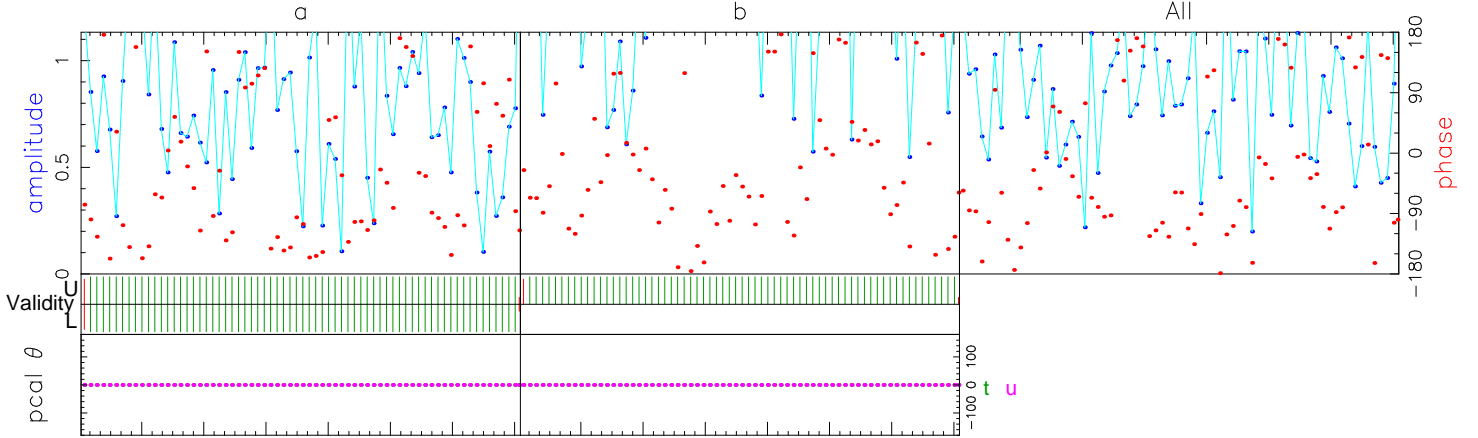 a b All
amplitude
0 0.5 1
phase
-180 -90 0 90 180
U
Validity
L
pcal θ
-100 0 100
t u